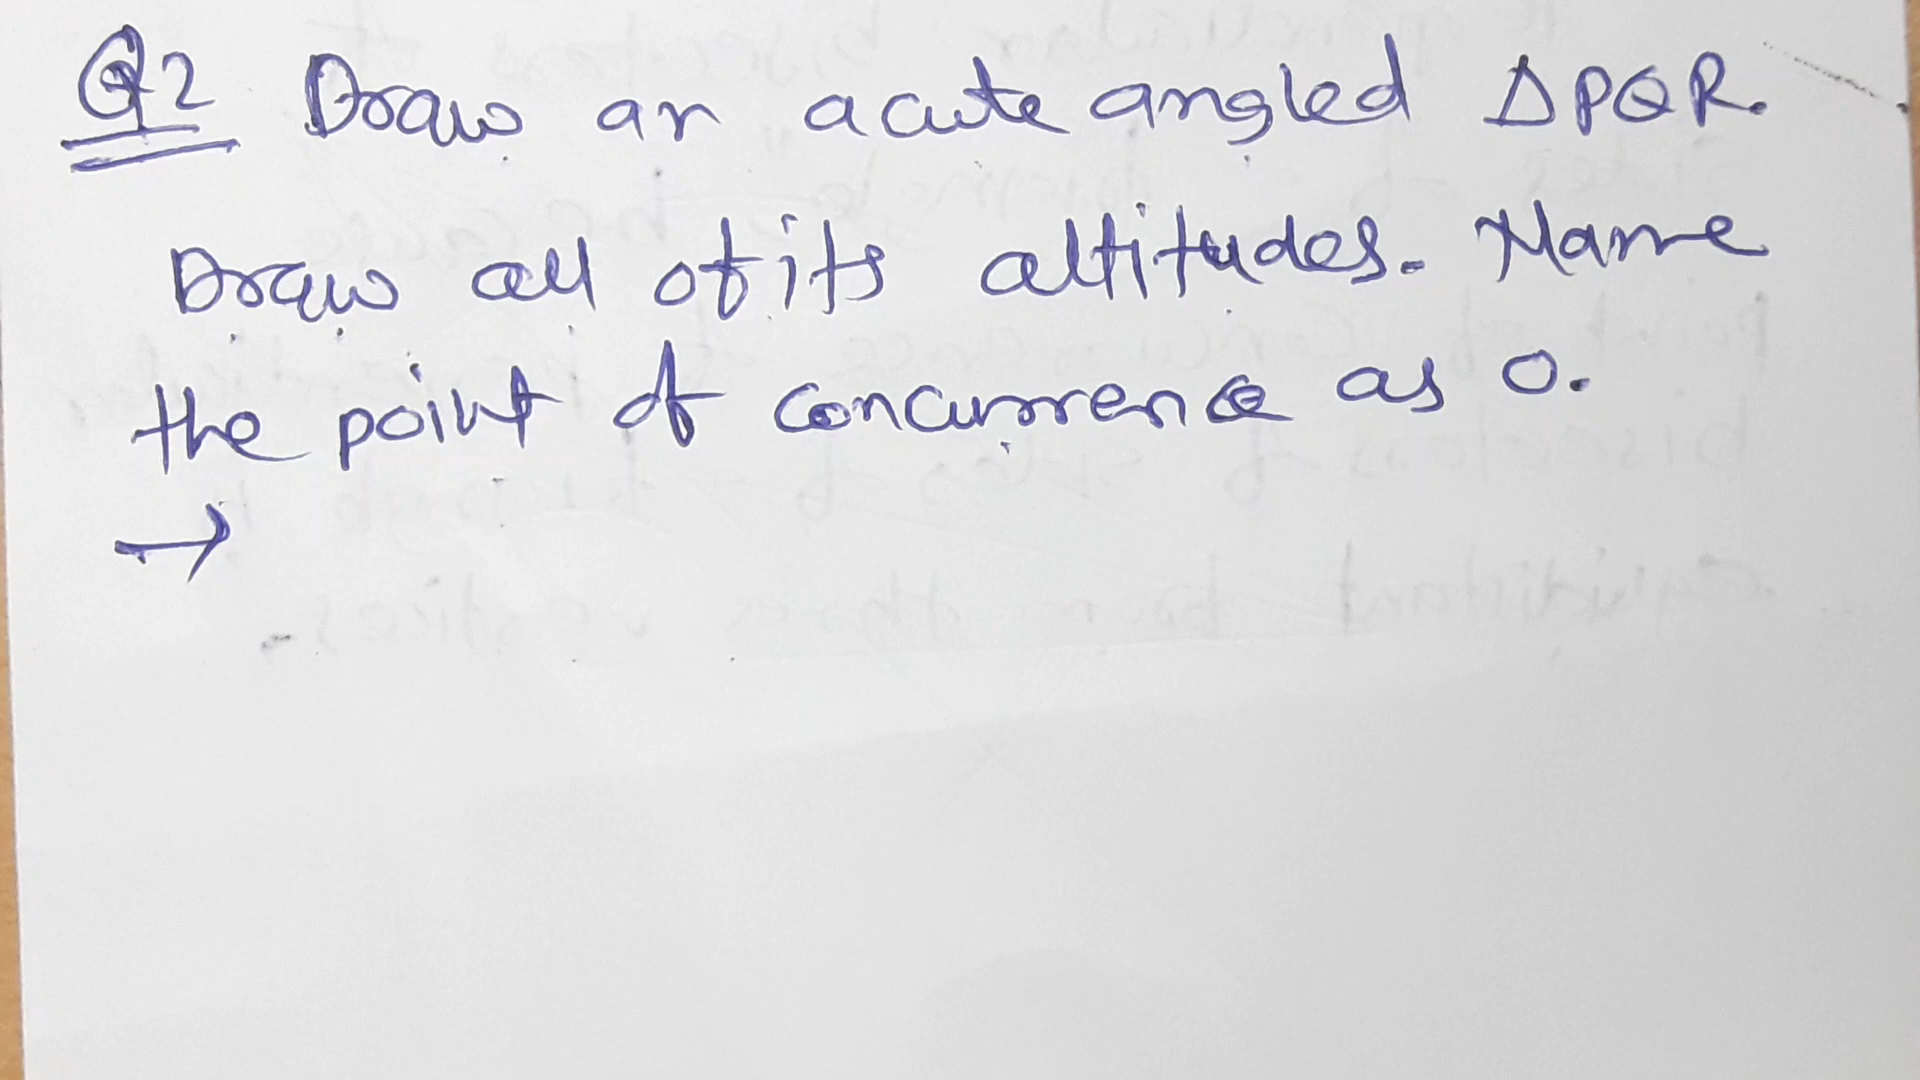 Q2 Draw an acute angled ΔPQR.
Draw all of its altitudes. Name
the point of concurrence as O.
→